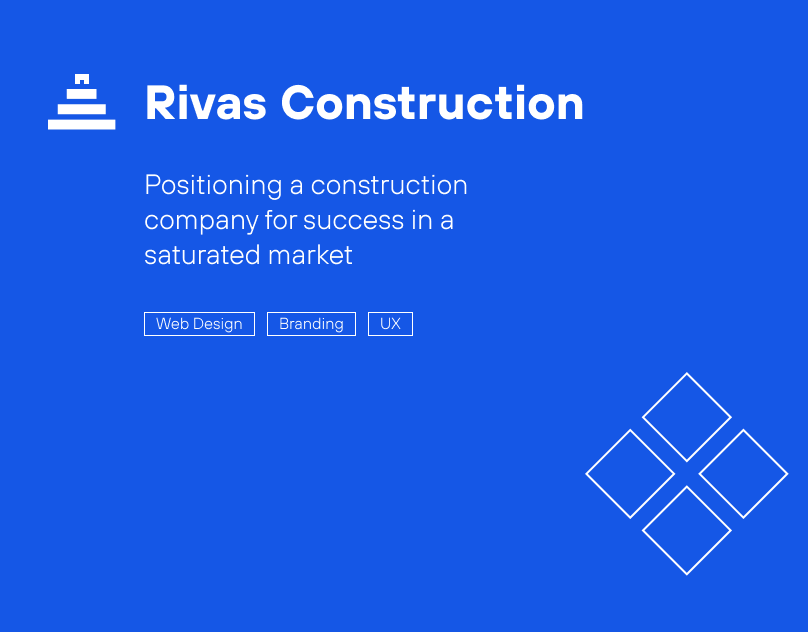 Rivas Construction
Positioning a construction
company for success in a
saturated market
Web Design
Branding
UX